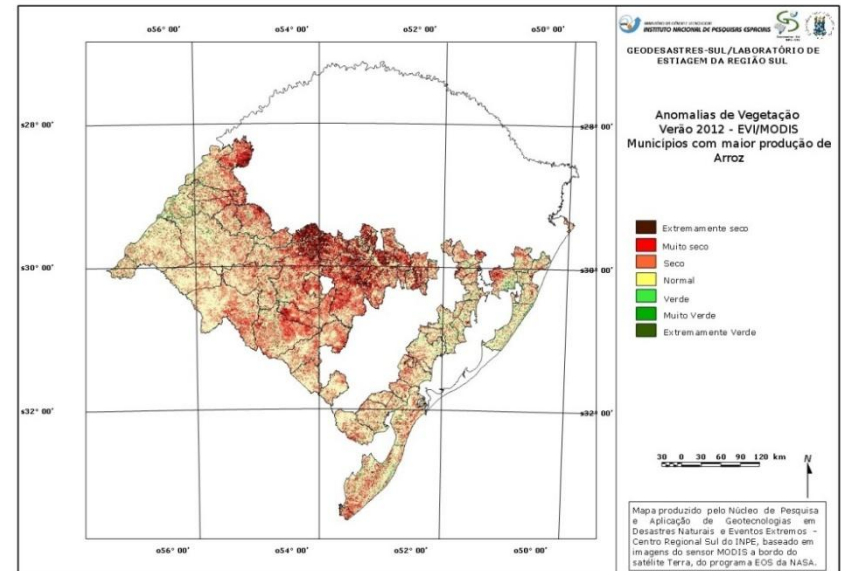 o56° 00'
o54° 00'
o52° 00'
o50° 00'
s28° 00'
s28° 00'
s30° 00'
s30° 00'
s32° 00'
s32° 00'
o56° 00'
o54° 00'
o52° 00'
o50° 00'
INSTITUTO NACIONAL DE PESQUISAS ESPACIAIS
GEODESASTRES-SUL/LABORATÓRIO DE
ESTIAGEM DA REGIÃO SUL
Anomalias de Vegetação
Verão 2012 - EVI/MODIS
Municípios com maior produção de
Arroz
Extremamente seco
Muito seco
Seco
Normal
Verde
Muito Verde
Extremamente Verde
30 0 30 60 90 120 km
N
Mapa produzido pelo Núcleo de Pesquisa
e Aplicação de Geotecnologias em
Desastres Naturais e Eventos Extremos -
Centro Regional Sul do INPE, baseado em
imagens do sensor MODIS a bordo do
satélite Terra, do programa EOS da NASA.